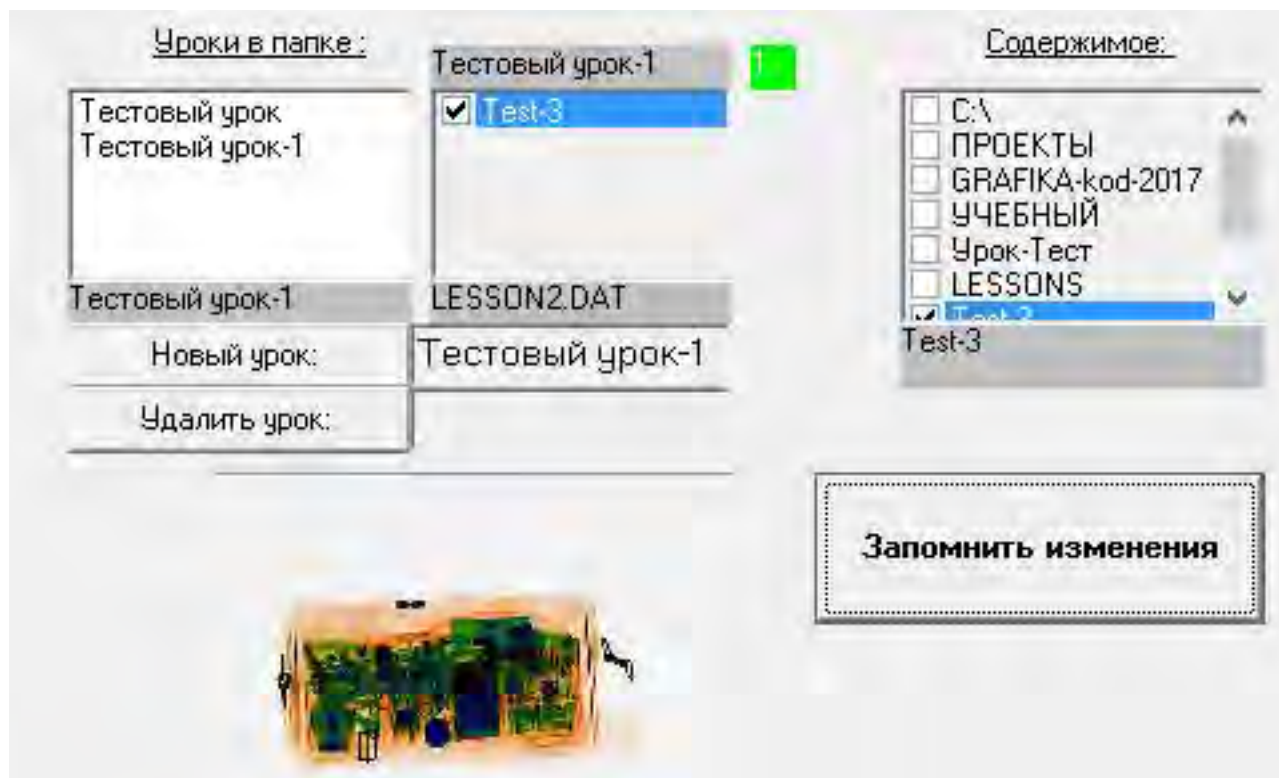 Уроки в папке :
Тестовый урок
Тестовый урок-1
Тестовый урок-1
Тестовый урок-1
1
Test-3
LESSON2.DAT
Новый урок:
Тестовый урок-1
Удалить урок:
Содержимое:
C:\
ПРОЕКТЫ
GRAFIKA-kod-2017
УЧЕБНЫЙ
Урок-Тест
LESSONS
Test-3
Test-3
Запомнить изменения